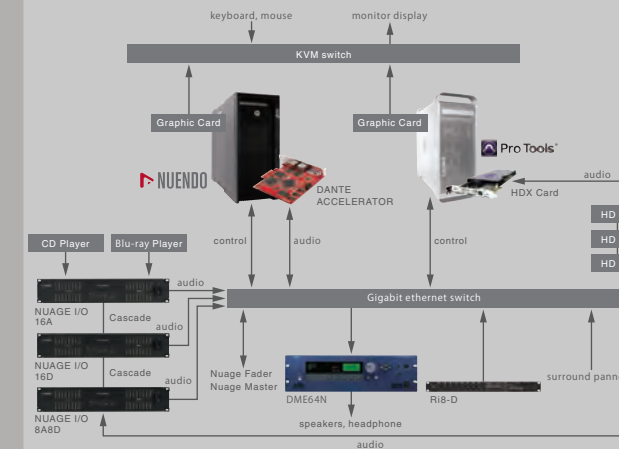 keyboard, mouse
monitor display
KVM switch
Graphic Card
Graphic Card
Pro Tools
NUENDO
DANTE
ACCELERATOR
HDX Card
audio
HD
HD
HD
control
audio
control
CD Player
Blu-ray Player
audio
Gigabit ethernet switch
NUAGE I/O
16A
Cascade
audio
NUAGE I/O
16D
Cascade
audio
NUAGE I/O
8A8D
Nuage Fader
Nuage Master
DME64N
Ri8-D
surround pann
speakers, headphone
audio